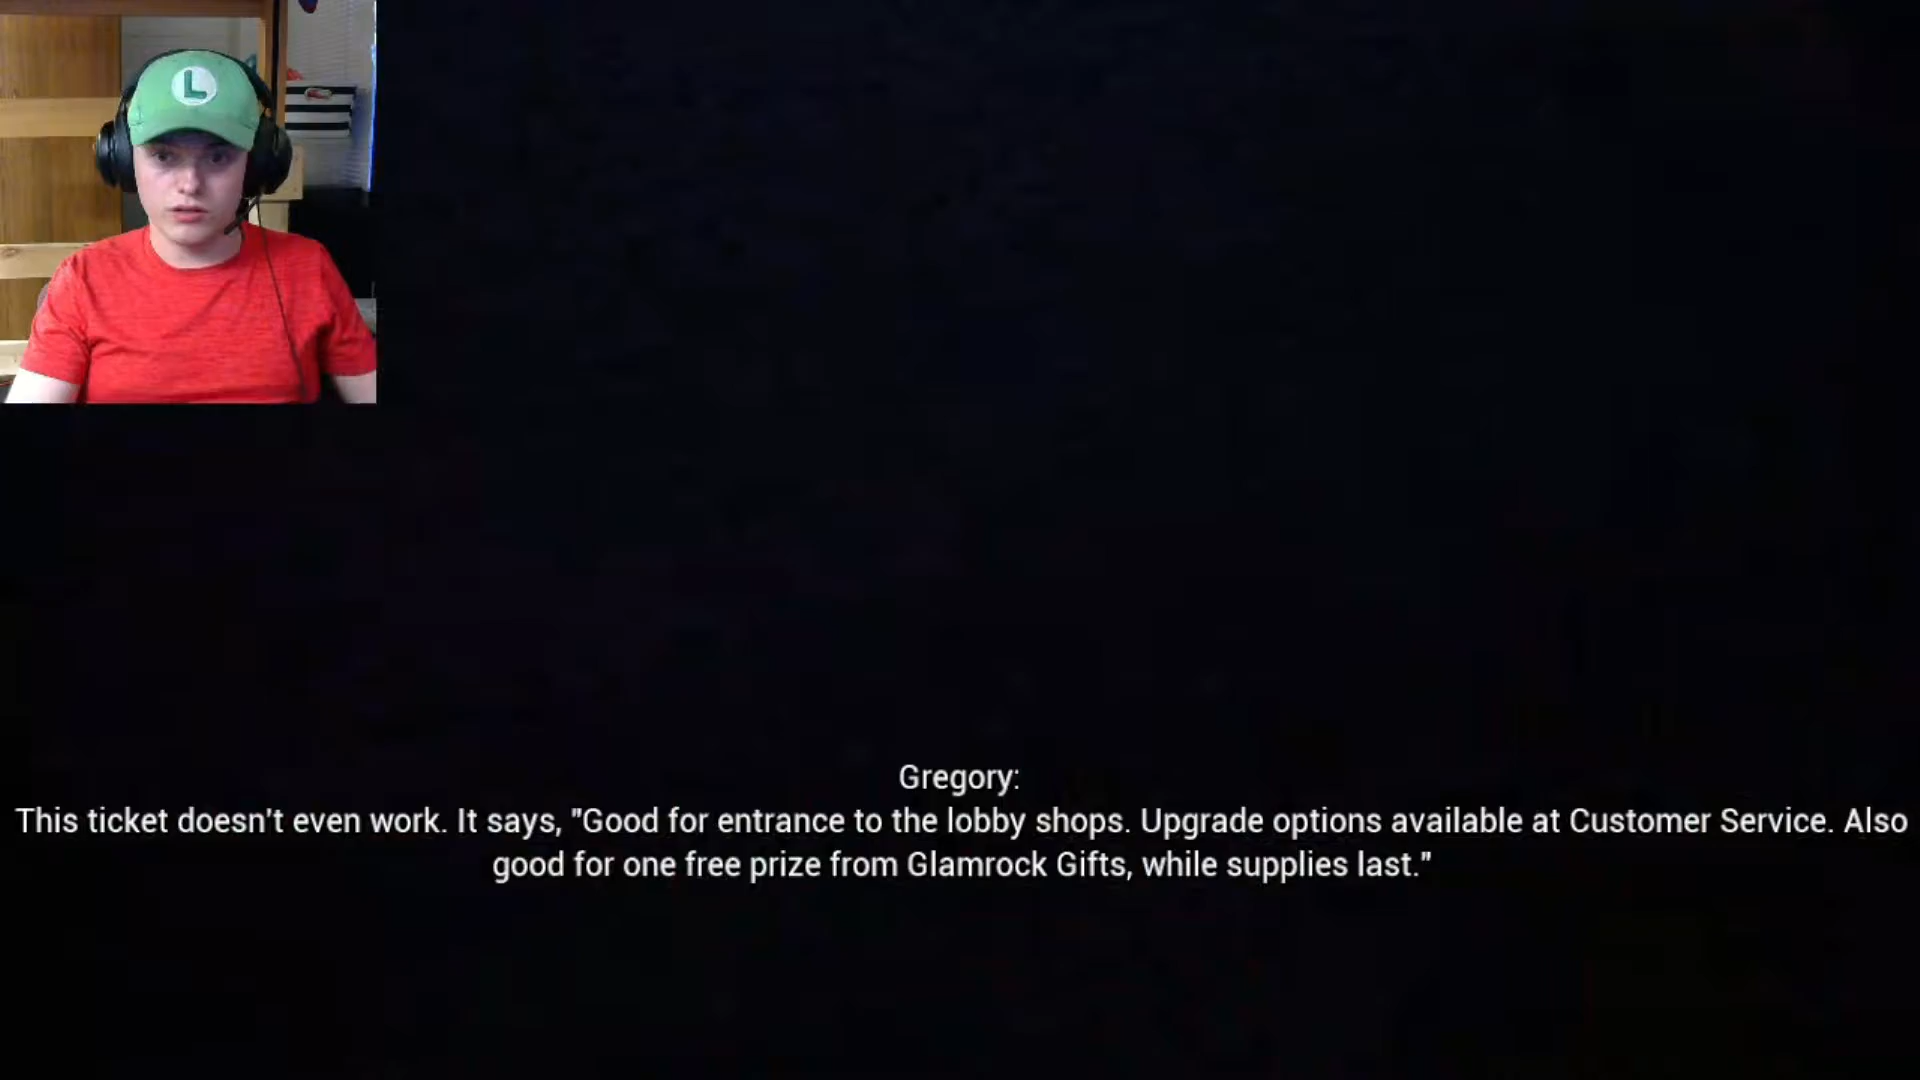 L
Gregory:
This ticket doesn't even work. It says, "Good for entrance to the lobby shops. Upgrade options available at Customer Service. Also
good for one free prize from Glamrock Gifts, while supplies last."